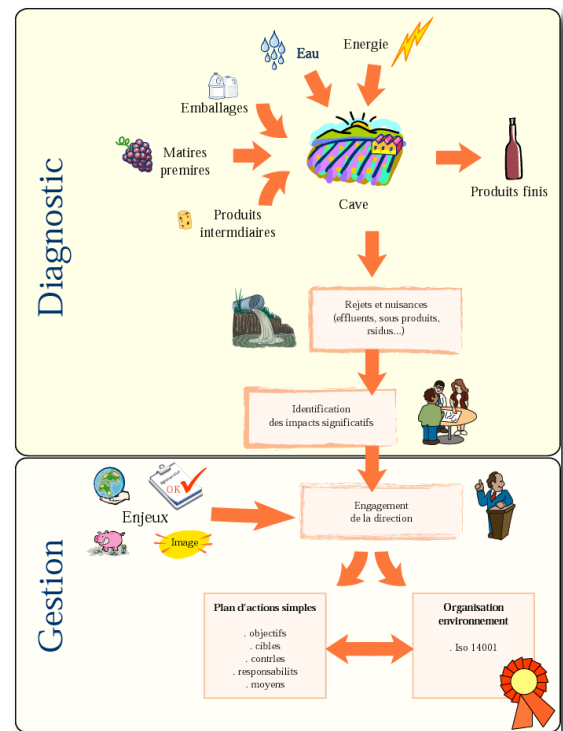 Diagnostic
Energie
Eau
Emballages
Matires
premires
Produits
intermdiaires
Cave
Produits finis
Rejets et nuisances
(effluents, sous produits,
rsidus...)
Identification
des impacts significatifs
Gestion
OK
Enjeux
Image
Engagement
de la direction
Plan d'actions simples
. objectifs
. cibles
. contrles
. responsabilits
. moyens
Organisation
environnement
. Iso 14001